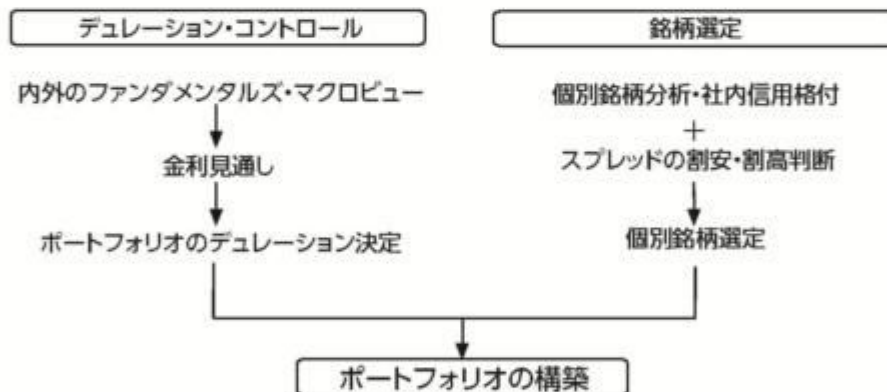 デュレーション・コントロール
内外のファンダメンタルズ・マクロビュー
金利見通し
ポートフォリオのデュレーション決定
銘柄選定
個別銘柄分析・社内信用格付
+
スプレッドの割安・割高判断
個別銘柄選定
ポートフォリオの構築